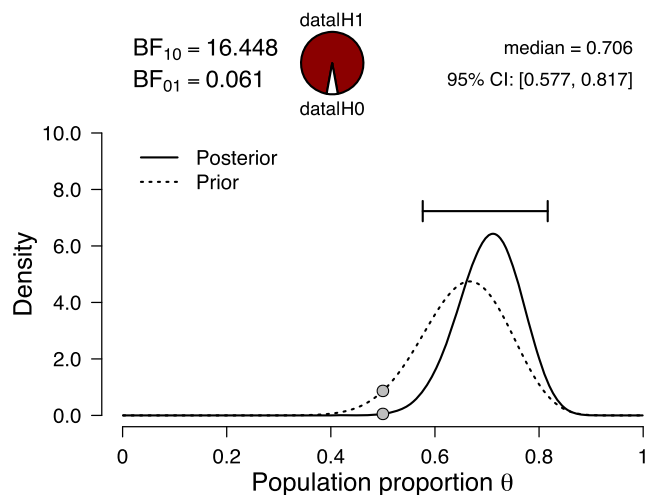 data|H1
BF₁₀ = 16.448
BF₀₁ = 0.061
data|H0
median = 0.706
95% CI: [0.577, 0.817]
Posterior
Prior
10.0
8.0
6.0
4.0
2.0
0.0
Density
0 0.2 0.4 0.6 0.8 1
Population proportion θ